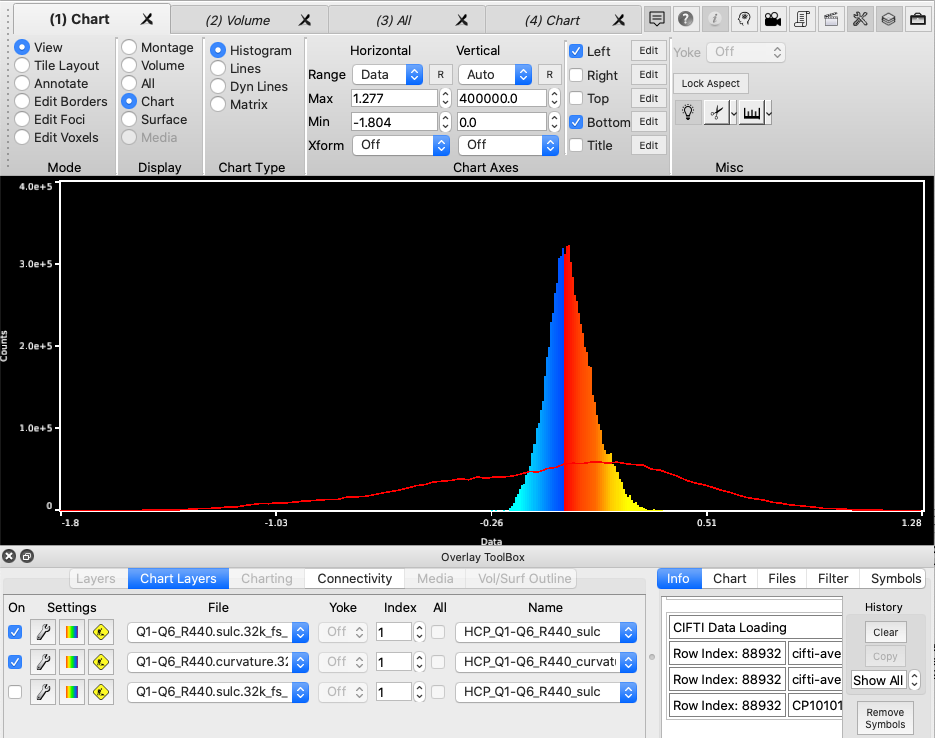 (1) Chart X (2) Volume X (3) All X (4) Chart X
View Montage Histogram Horizontal Vertical Left Edit Yoke Off
Tile Layout Volume Lines Range Data R Auto R Right Edit
Annotate All Dyn Lines Max 1.277 400000.0 Top Edit Lock Aspect
Edit Borders Chart Matrix Min -1.804 0.0 Bottom Edit
Edit Foci Surface Xform Off Off Title Edit
Edit Voxels Media
Mode Display Chart Type Chart Axes Misc
4.0e+5
3.0e+5
2.0e+5
1.0e+5
0
Counts
-1.8 -1.03 -0.26 0.51 1.28
Data
Overlay ToolBox
Layers Chart Layers Charting Connectivity Media Vol/Surf Outline
On Settings File Yoke Index All Name
Q1-Q6_R440.sulc.32k_fs_ Off 1 HCP_Q1-Q6_R440_sulc
Q1-Q6_R440.curvature.32 Off 1 HCP_Q1-Q6_R440_curvatu
Q1-Q6_R440.sulc.32k_fs_ Off 1 HCP_Q1-Q6_R440_sulc
Info Chart Files Filter Symbols
CIFTI Data Loading
Row Index: 88932 cifti-ave
Row Index: 88932 cifti-ave
Row Index: 88932 CP10101
History
Clear
Copy
Show All
Remove
Symbols